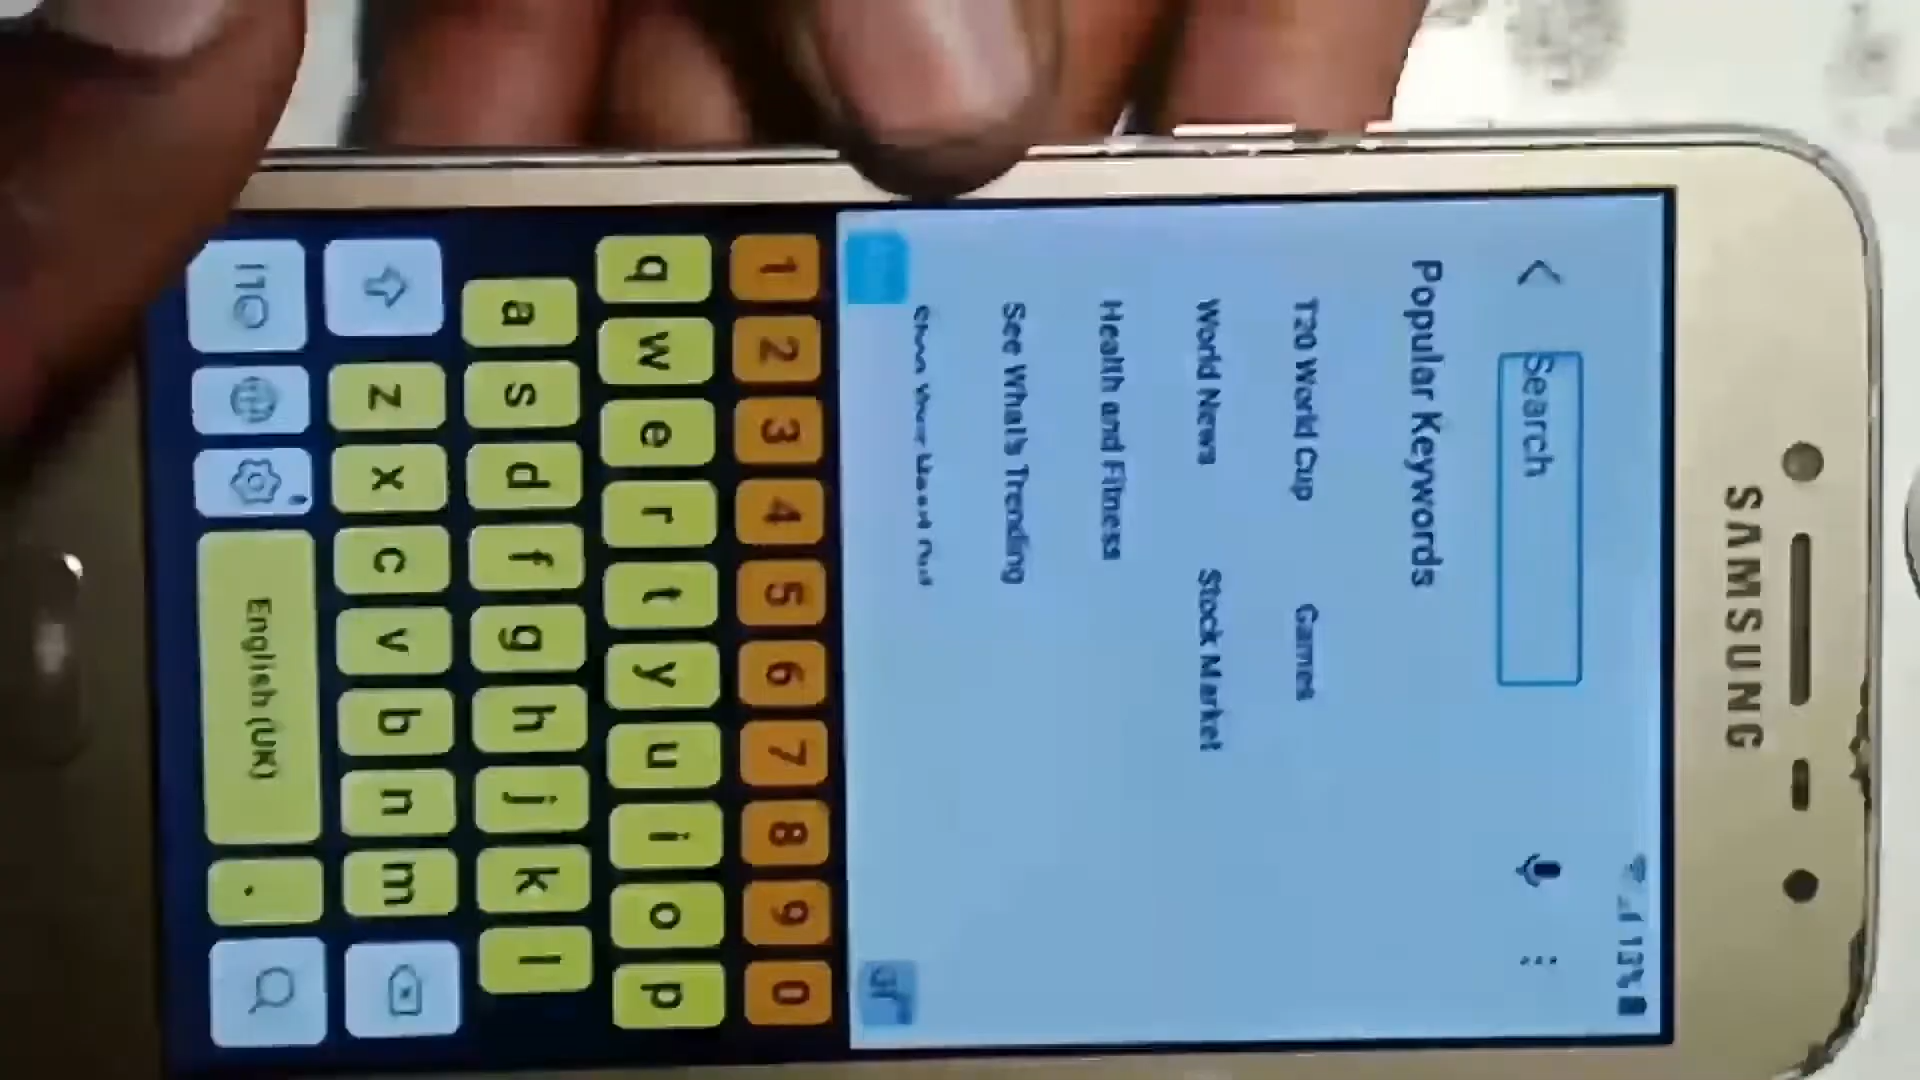 SAMSUNG
13%
Search
Popular Keywords
T20 World Cup Games
World News Stock Market
Health and Fitness
See What's Trending
1 2 3 4 5 6 7 8 9 0
q w e r t y u i o p
a s d f g h j k l
z x c v b n m
English (UK) .